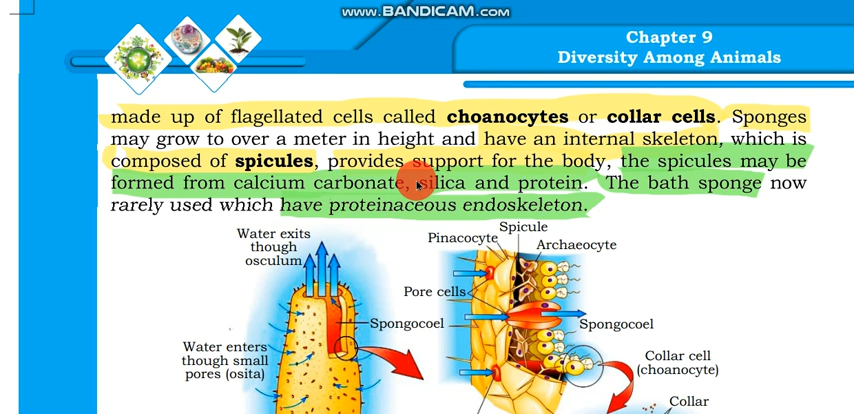 www.BANDICAM.com
Chapter 9
Diversity Among Animals
made up of flagellated cells called choanocytes or collar cells. Sponges
may grow to over a meter in height and have an internal skeleton, which is
composed of spicules, provides support for the body, the spicules may be
formed from calcium carbonate, silica and protein. The bath sponge now
rarely used which have proteinaceous endoskeleton.
Water exits
though
osculum
Spongocoel
Water enters
though small
pores (osita)
Spicule
Pinacocyte
Archaeocyte
Pore cells
Spongocoel
Collar cell
(choanocyte)
Collar